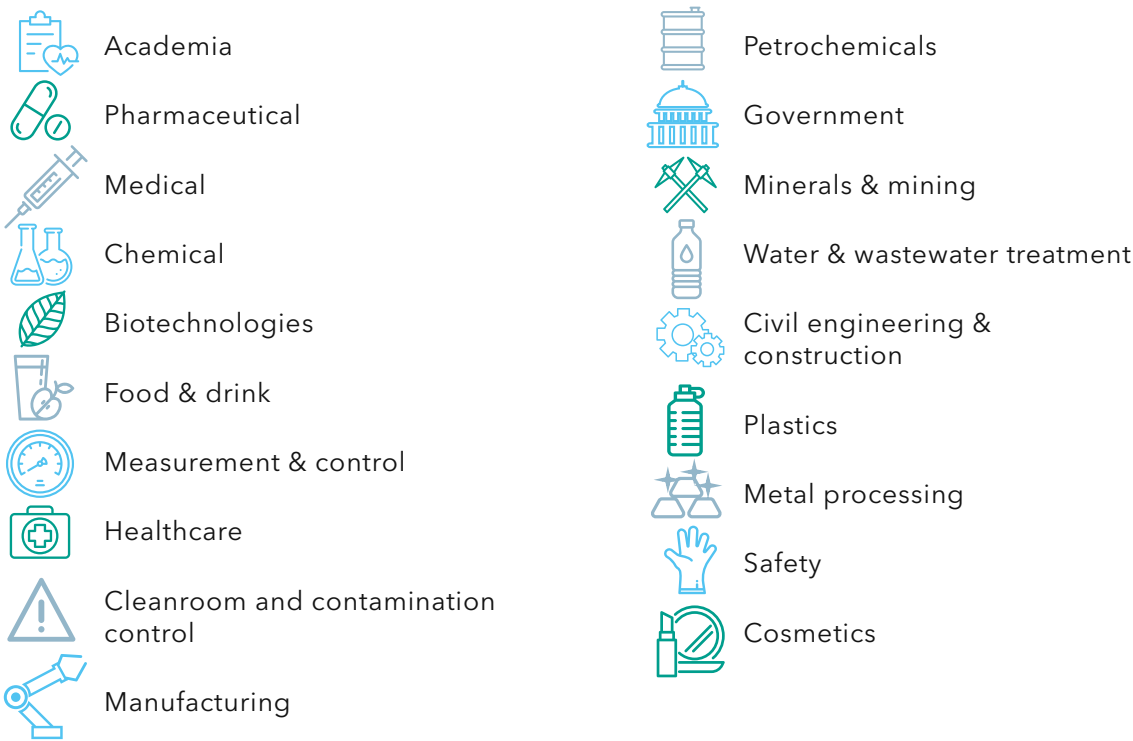 Academia
Pharmaceutical
Medical
Chemical
Biotechnologies
Food & drink
Measurement & control
Healthcare
Cleanroom and contamination
control
Manufacturing
Petrochemicals
Government
Minerals & mining
Water & wastewater treatment
Civil engineering &
construction
Plastics
Metal processing
Safety
Cosmetics